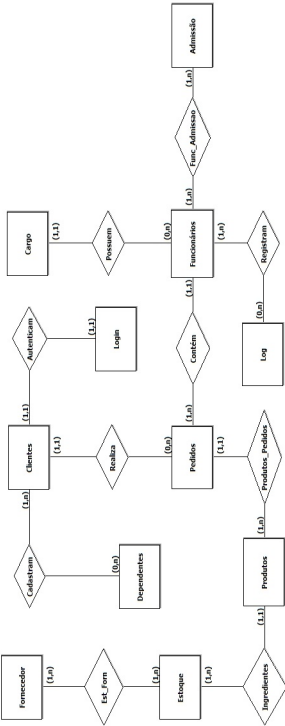 Fornecedor
(1,n)
Est_Forn
(1,n)
Estoque
(1,n)
Ingredientes
(1,1)
Produtos
(1,n)
Produtos_Pedidos
(1,1)
Pedidos
(0,n)
Realiza
(1,1)
Clientes
(1,n)
Cadastram
(0,n)
Dependentes
(1,1)
Autenticam
(1,1)
Login
(1,n)
Contém
(1,1)
Funcionários
(0,n)
Possuem
(1,1)
Cargo
(1,n)
Registram
(0,n)
Log
(1,n)
Func_Admissao
(1,n)
Admissão